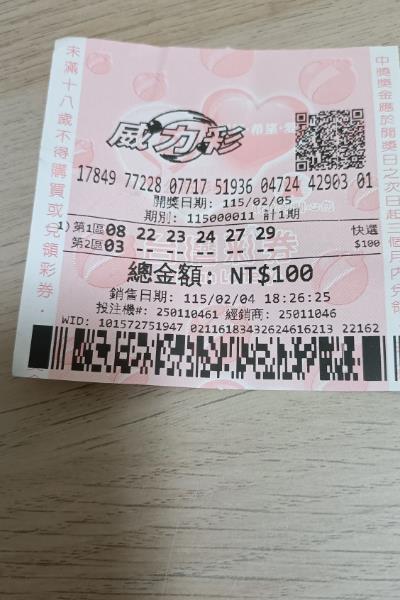 威力彩
希望·愛
17849 77228 07717 51936 04724 42903 01
開獎日期: 115/02/05
期別: 115000011 計1期
1) 第1區 08 22 23 24 27 29 快選
第2區 03 -- -- -- -- -- $100
總金額: NT$100
銷售日期: 115/02/04 18:26:25
投注機#: 250110461 經銷商: 25011046
WID: 101572751947 02116183432624616213 22162
未滿十八歲不得購買或兌領彩券.
中獎獎金應於開獎日之次日起三個月內兌領